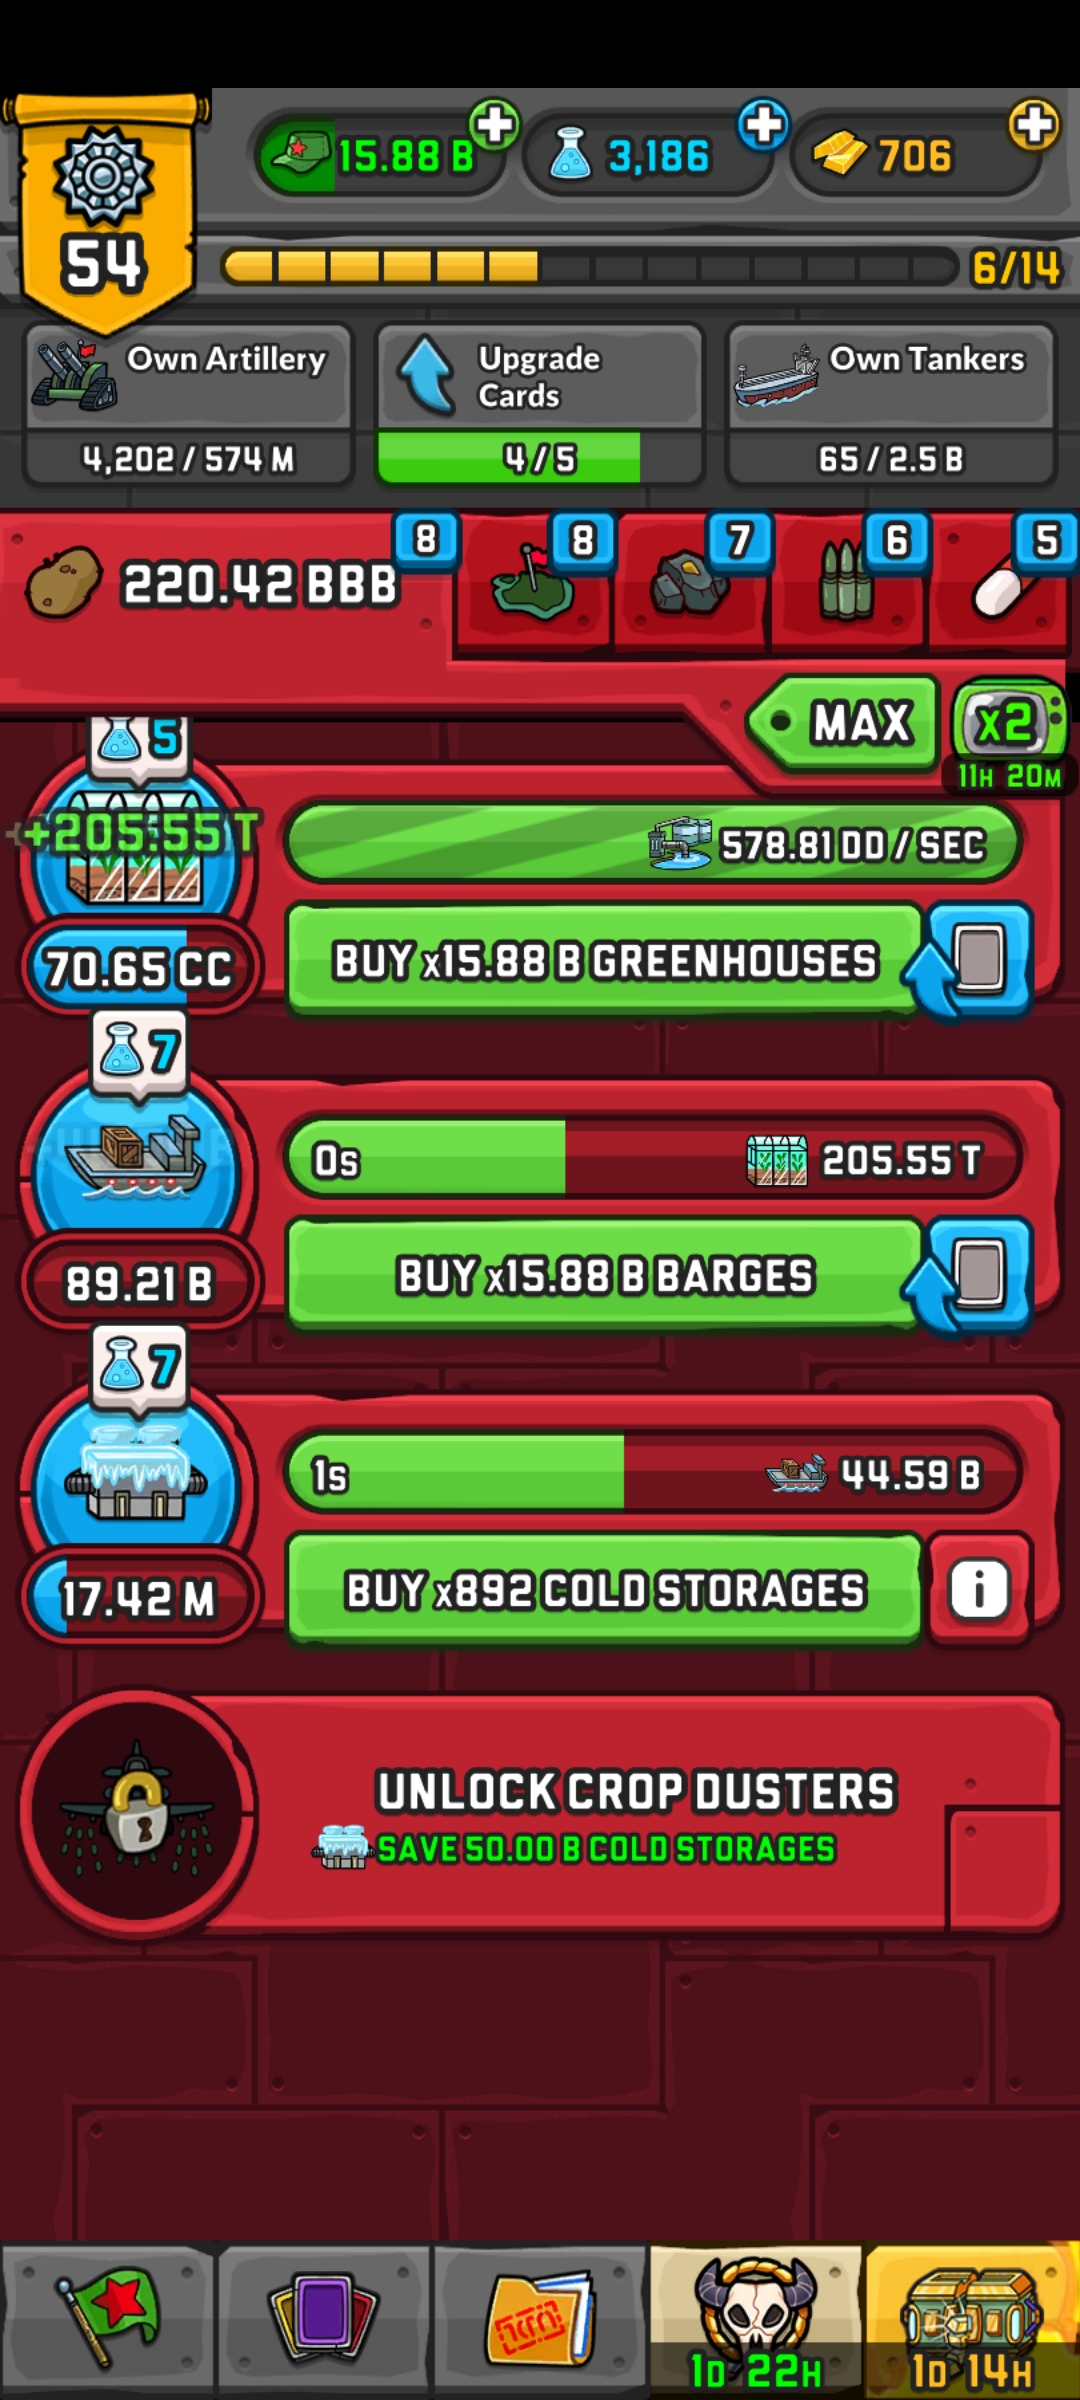 15.88 B
3,186
706
54
6/14
Own Artillery
4,202 / 574 M
Upgrade
Cards
4 / 5
Own Tankers
65 / 2.5 B
220.42 BBB
8
8
7
6
5
MAX
x2
11H 20M
5
+205.55 T
578.81 DD / SEC
70.65 CC
BUY x15.88 B GREENHOUSES
7
0s
205.55 T
89.21 B
BUY x15.88 B BARGES
7
1s
44.59 B
17.42 M
BUY x892 COLD STORAGES
i
UNLOCK CROP DUSTERS
SAVE 50.00 B COLD STORAGES
1D 22H
1D 14H